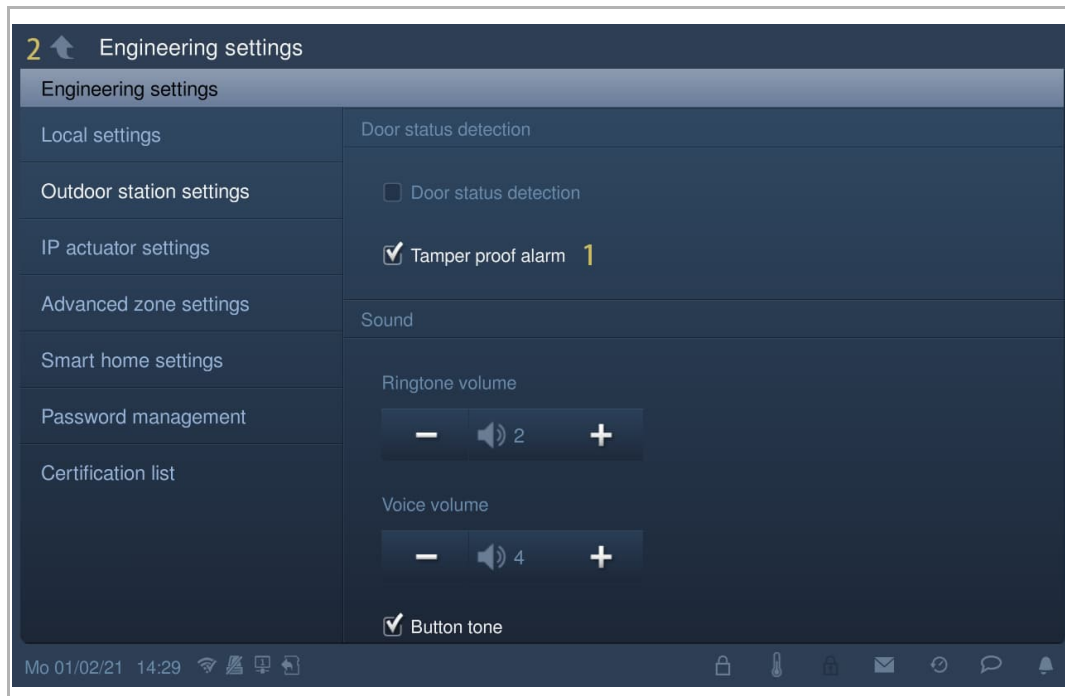 2 Engineering settings
Engineering settings
Local settings
Outdoor station settings
IP actuator settings
Advanced zone settings
Smart home settings
Password management
Certification list
Door status detection
Door status detection
Tamper proof alarm 1
Sound
Ringtone volume
2
Voice volume
4
Button tone
Mo 01/02/21 14:29